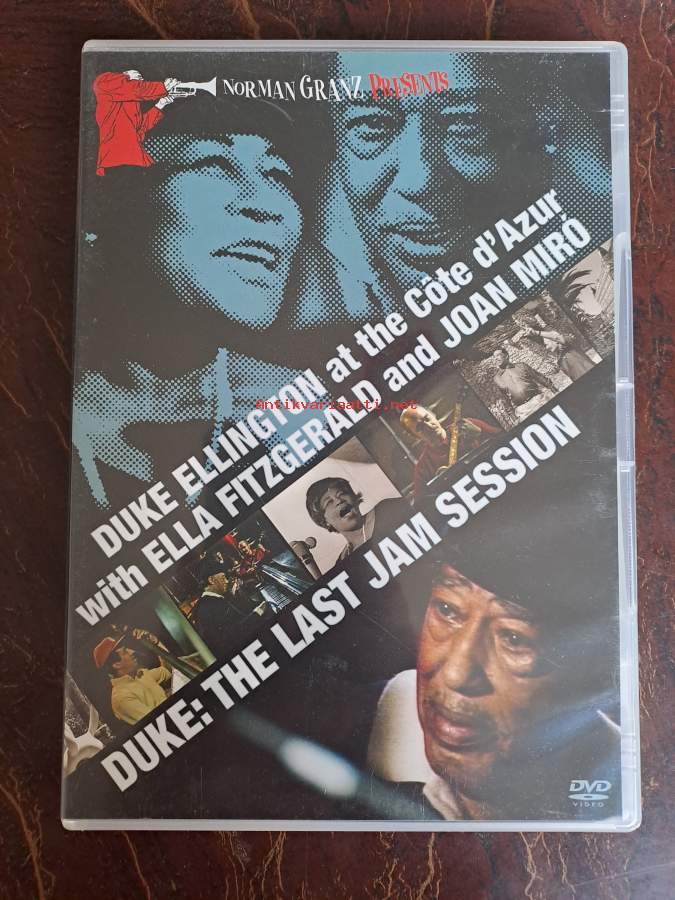 NORMAN GRANZ PRESENTS
DUKE ELLINGTON at the Côte d'Azur
with ELLA FITZGERALD and JOAN MIRÓ
Antikvariaatti.net
DUKE: THE LAST JAM SESSION
DVD
VIDEO